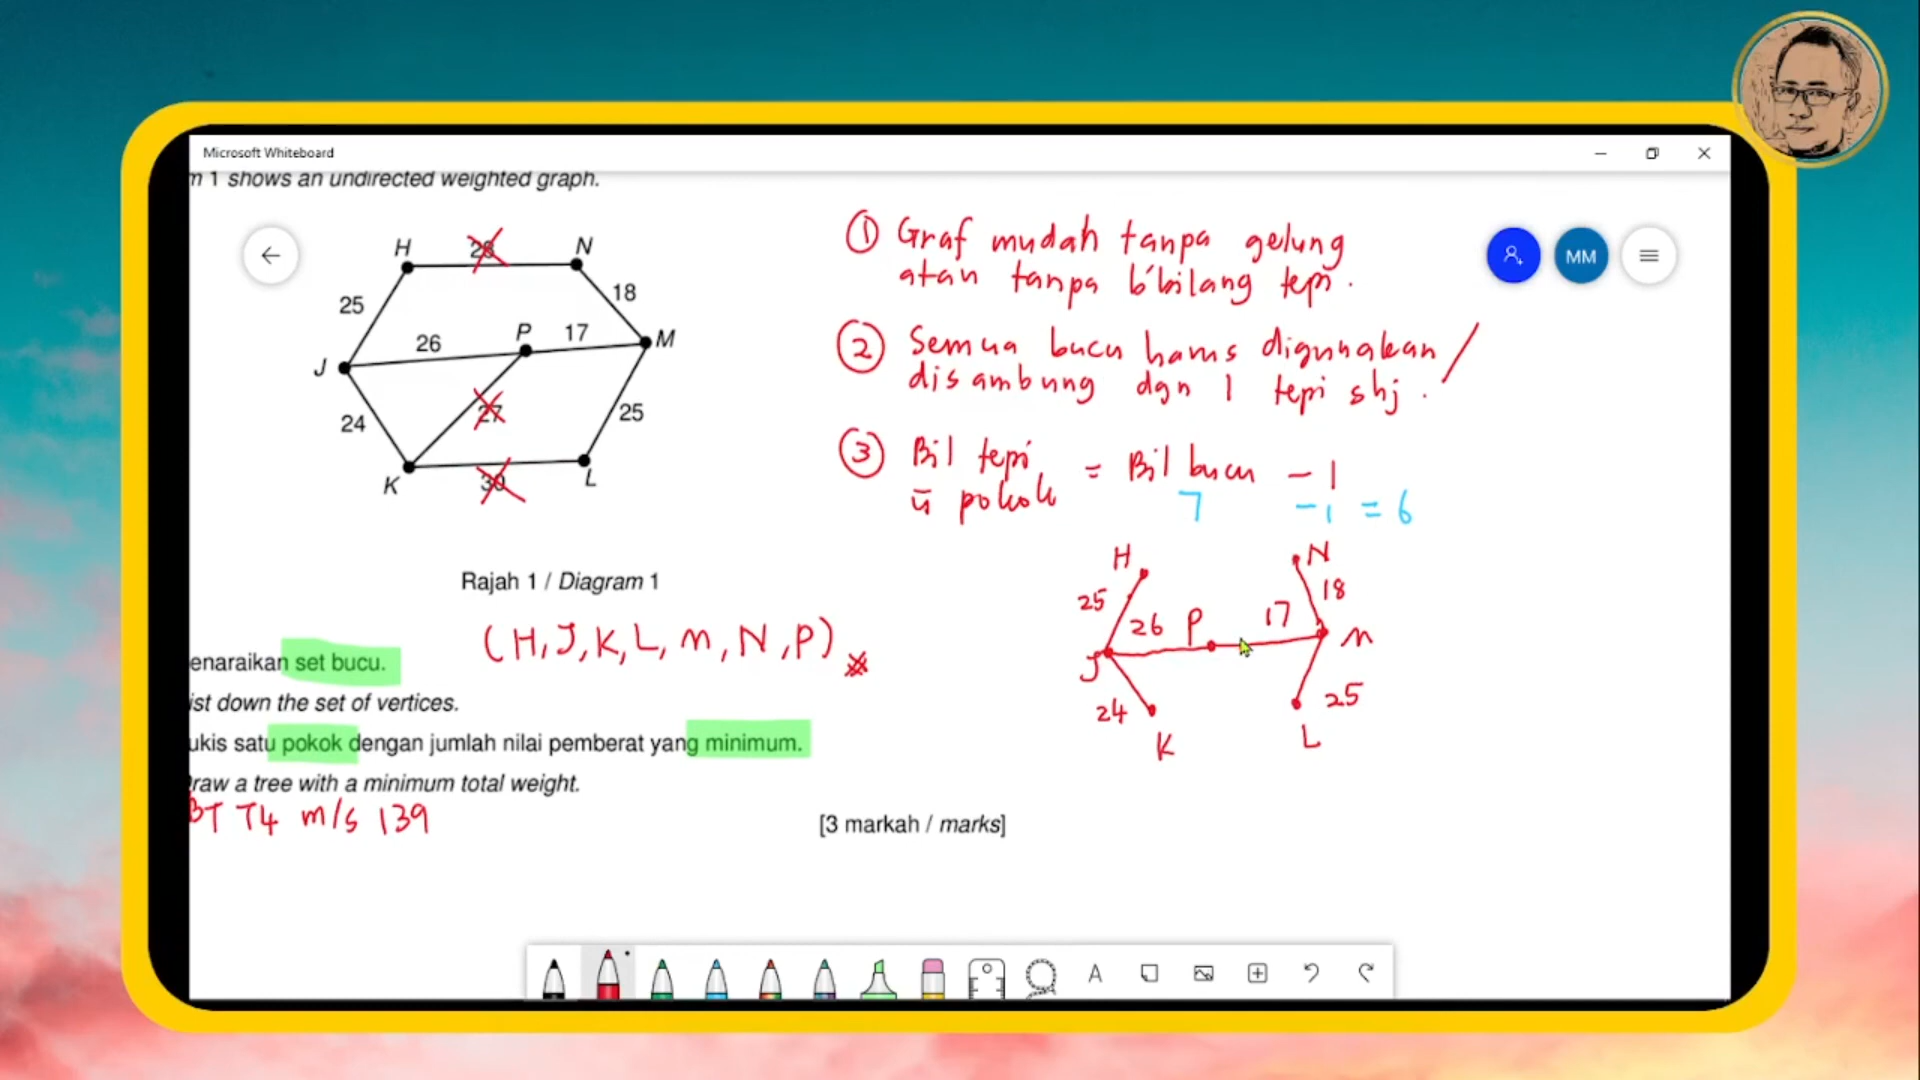 Microsoft Whiteboard
m 1 shows an undirected weighted graph.
H
28
N
25
18
26
P
17
M
J
24
27
25
K
30
L
Rajah 1 / Diagram 1
(H, J, K, L, M, N, P)
enaraikan set bucu.
ist down the set of vertices.
ukis satu pokok dengan jumlah nilai pemberat yang minimum.
Draw a tree with a minimum total weight.
BT T4 m/s 139
[3 markah / marks]
① Graf mudah tanpa gelung
atau tanpa b'bilang tepi.
MM
② Semua bucu harus digunakan /
disambung dgn 1 tepi shj.
③ Bil tepi = Bil bucu - 1
ū pokok
7 - 1 = 6
H
N
25
18
26
P
17
M
J
24
25
K
L
A